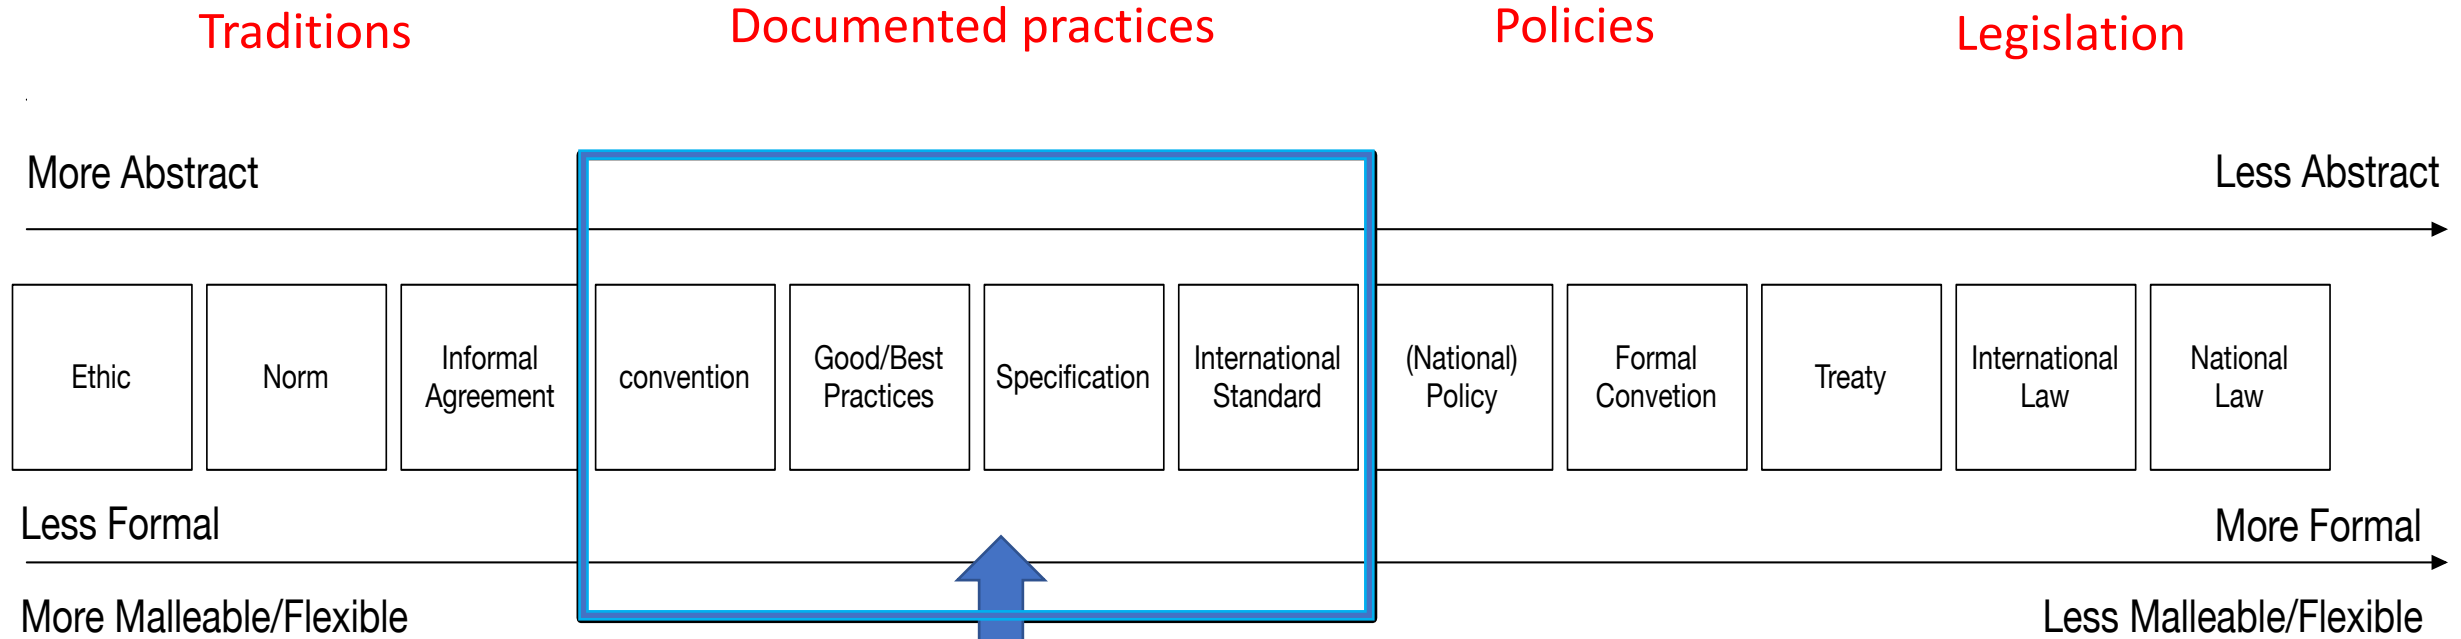 Traditions
Documented practices
Policies
Legislation
More Abstract
Less Abstract
Ethic
Norm
Informal
Agreement
convention
Good/Best
Practices
Specification
International
Standard
(National)
Policy
Formal
Convetion
Treaty
International
Law
National
Law
Less Formal
More Formal
More Malleable/Flexible
Less Malleable/Flexible